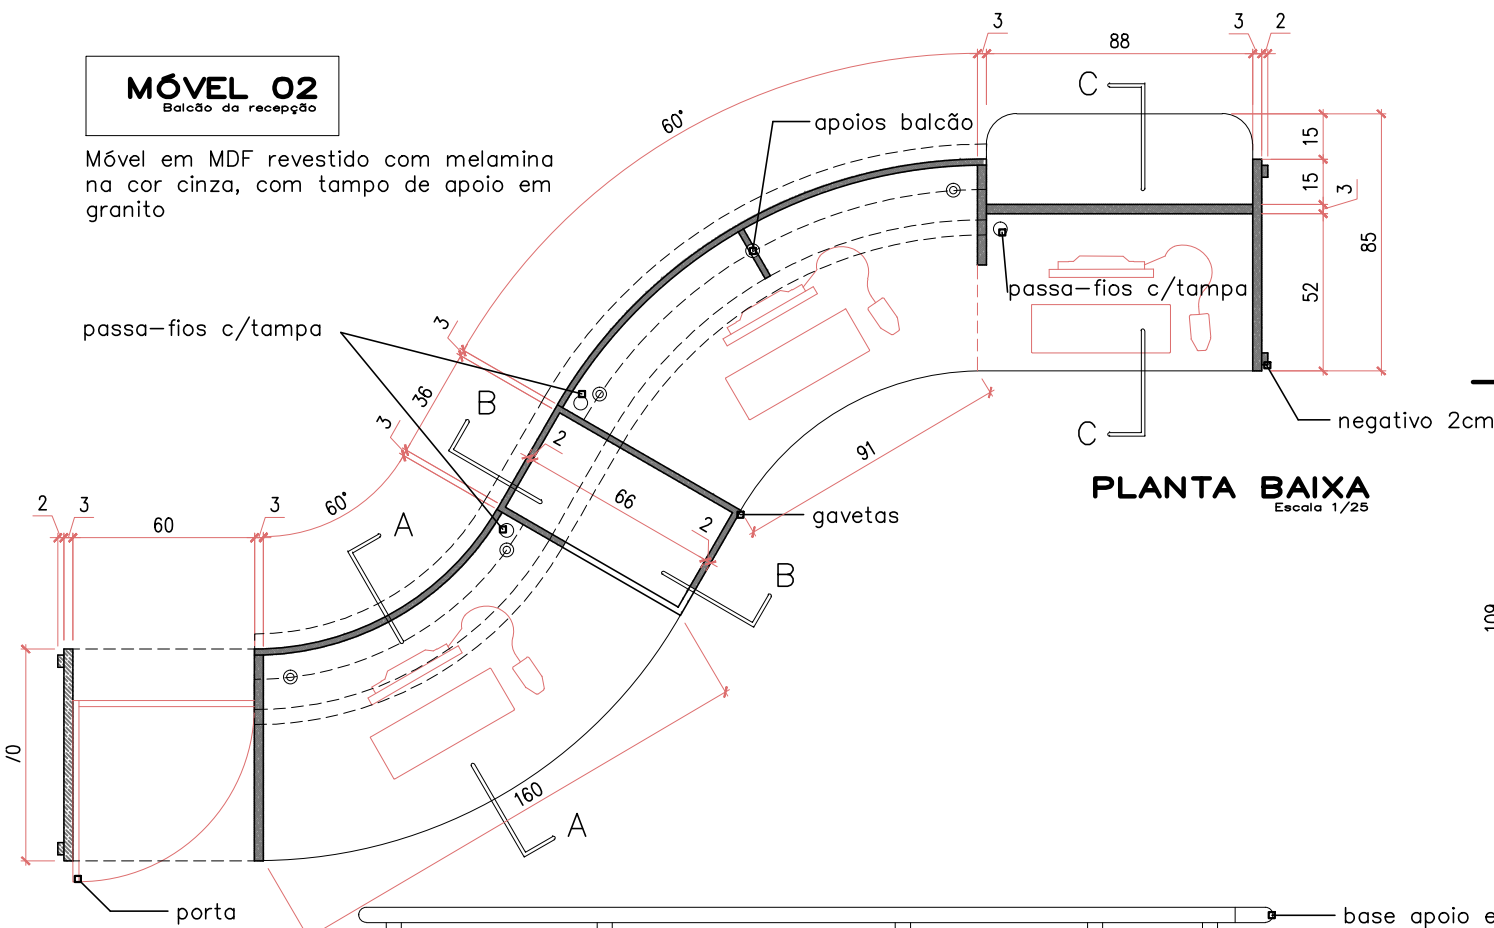 MÓVEL 02
Balcão da recepção
Móvel em MDF revestido com melamina
na cor cinza, com tampo de apoio em
granito
3
88
3
2
C
60°
apoios balcão
15
15
3
85
52
passa-fios c/tampa
passa-fios c/tampa
3
36
3
B
2
66
2
91
C
negativo 2cm
PLANTA BAIXA
Escala 1/25
gavetas
2
3
60
3
60°
A
B
109
70
160
A
porta
base apoio e